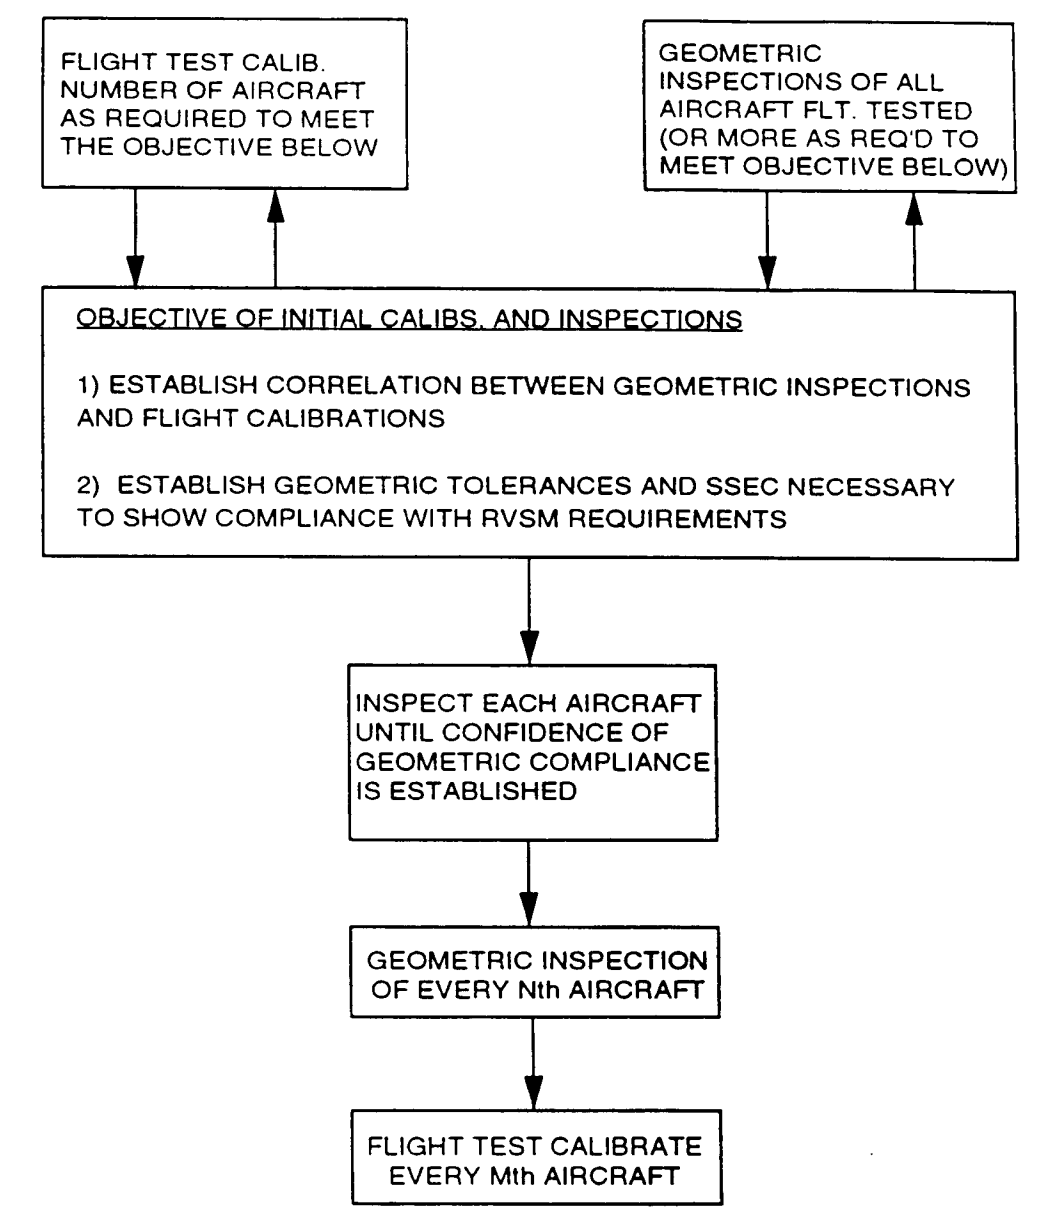 FLIGHT TEST CALIB.
NUMBER OF AIRCRAFT
AS REQUIRED TO MEET
THE OBJECTIVE BELOW
GEOMETRIC
INSPECTIONS OF ALL
AIRCRAFT FLT. TESTED
(OR MORE AS REQ'D TO
MEET OBJECTIVE BELOW)
OBJECTIVE OF INITIAL CALIBS. AND INSPECTIONS
1) ESTABLISH CORRELATION BETWEEN GEOMETRIC INSPECTIONS
AND FLIGHT CALIBRATIONS
2) ESTABLISH GEOMETRIC TOLERANCES AND SSEC NECESSARY
TO SHOW COMPLIANCE WITH RVSM REQUIREMENTS
INSPECT EACH AIRCRAFT
UNTIL CONFIDENCE OF
GEOMETRIC COMPLIANCE
IS ESTABLISHED
GEOMETRIC INSPECTION
OF EVERY Nth AIRCRAFT
FLIGHT TEST CALIBRATE
EVERY Mth AIRCRAFT